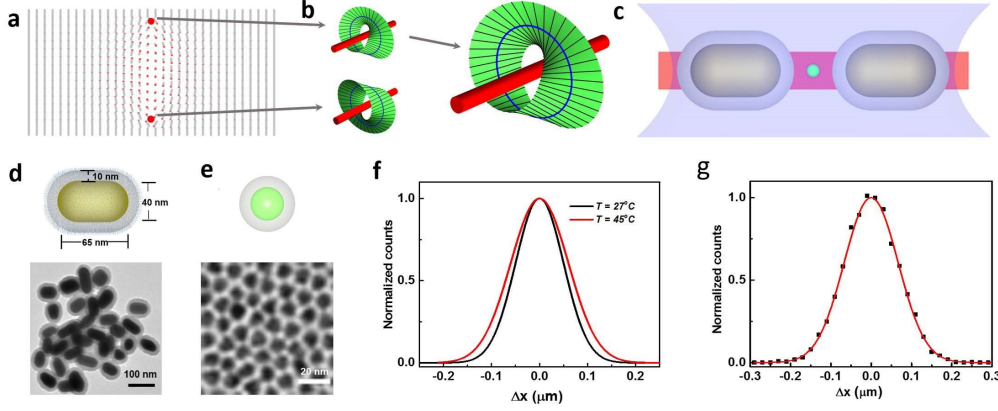 a
b
c
d
10 nm
40 nm
65 nm
100 nm
e
20 nm
f
Normalized counts
1.0
0.5
0.0
T = 27°C
T = 45°C
-0.2 -0.1 0.0 0.1 0.2
Δx (μm)
g
Normalized counts
1.0
0.5
0.0
-0.3 -0.2 -0.1 0.0 0.1 0.2 0.3
Δx (μm)